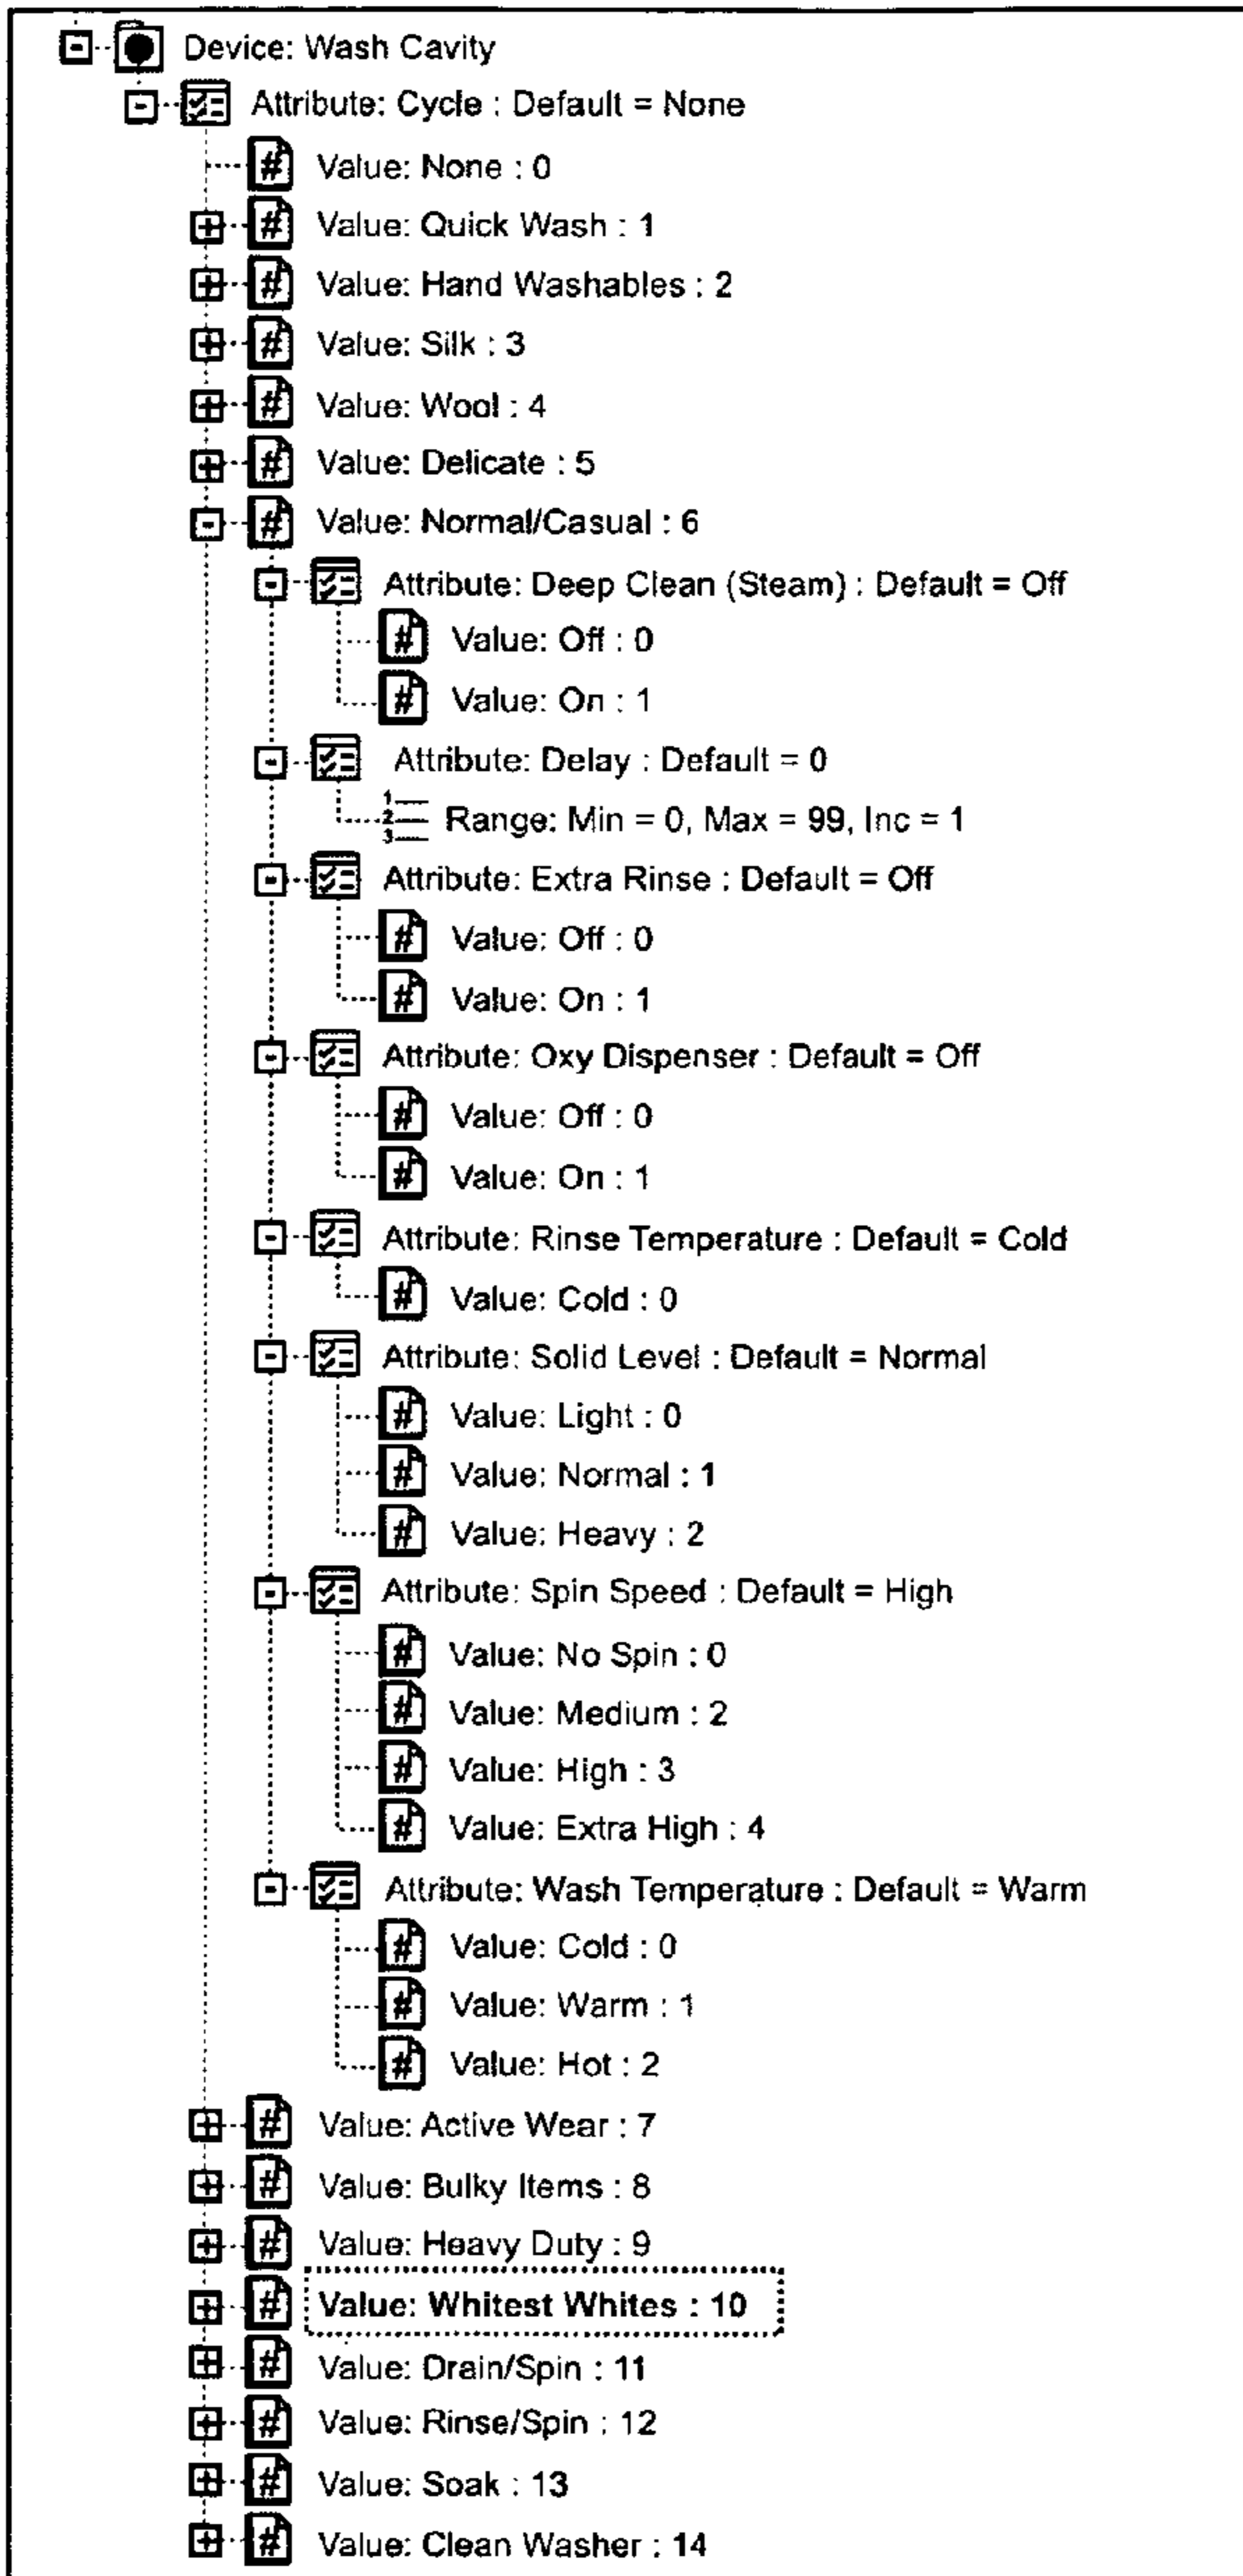 Device: Wash Cavity
Attribute: Cycle : Default = None
# Value: None : 0
# Value: Quick Wash : 1
# Value: Hand Washables : 2
# Value: Silk : 3
# Value: Wool : 4
# Value: Delicate : 5
# Value: Normal/Casual : 6
Attribute: Deep Clean (Steam) : Default = Off
# Value: Off : 0
# Value: On : 1
Attribute: Delay : Default = 0
1 2 3 Range: Min = 0, Max = 99, Inc = 1
Attribute: Extra Rinse : Default = Off
# Value: Off : 0
# Value: On : 1
Attribute: Oxy Dispenser : Default = Off
# Value: Off : 0
# Value: On : 1
Attribute: Rinse Temperature : Default = Cold
# Value: Cold : 0
Attribute: Solid Level : Default = Normal
# Value: Light : 0
# Value: Normal : 1
# Value: Heavy : 2
Attribute: Spin Speed : Default = High
# Value: No Spin : 0
# Value: Medium : 2
# Value: High : 3
# Value: Extra High : 4
Attribute: Wash Temperature : Default = Warm
# Value: Cold : 0
# Value: Warm : 1
# Value: Hot : 2
# Value: Active Wear : 7
# Value: Bulky Items : 8
# Value: Heavy Duty : 9
# Value: Whitest Whites : 10
# Value: Drain/Spin : 11
# Value: Rinse/Spin : 12
# Value: Soak : 13
# Value: Clean Washer : 14